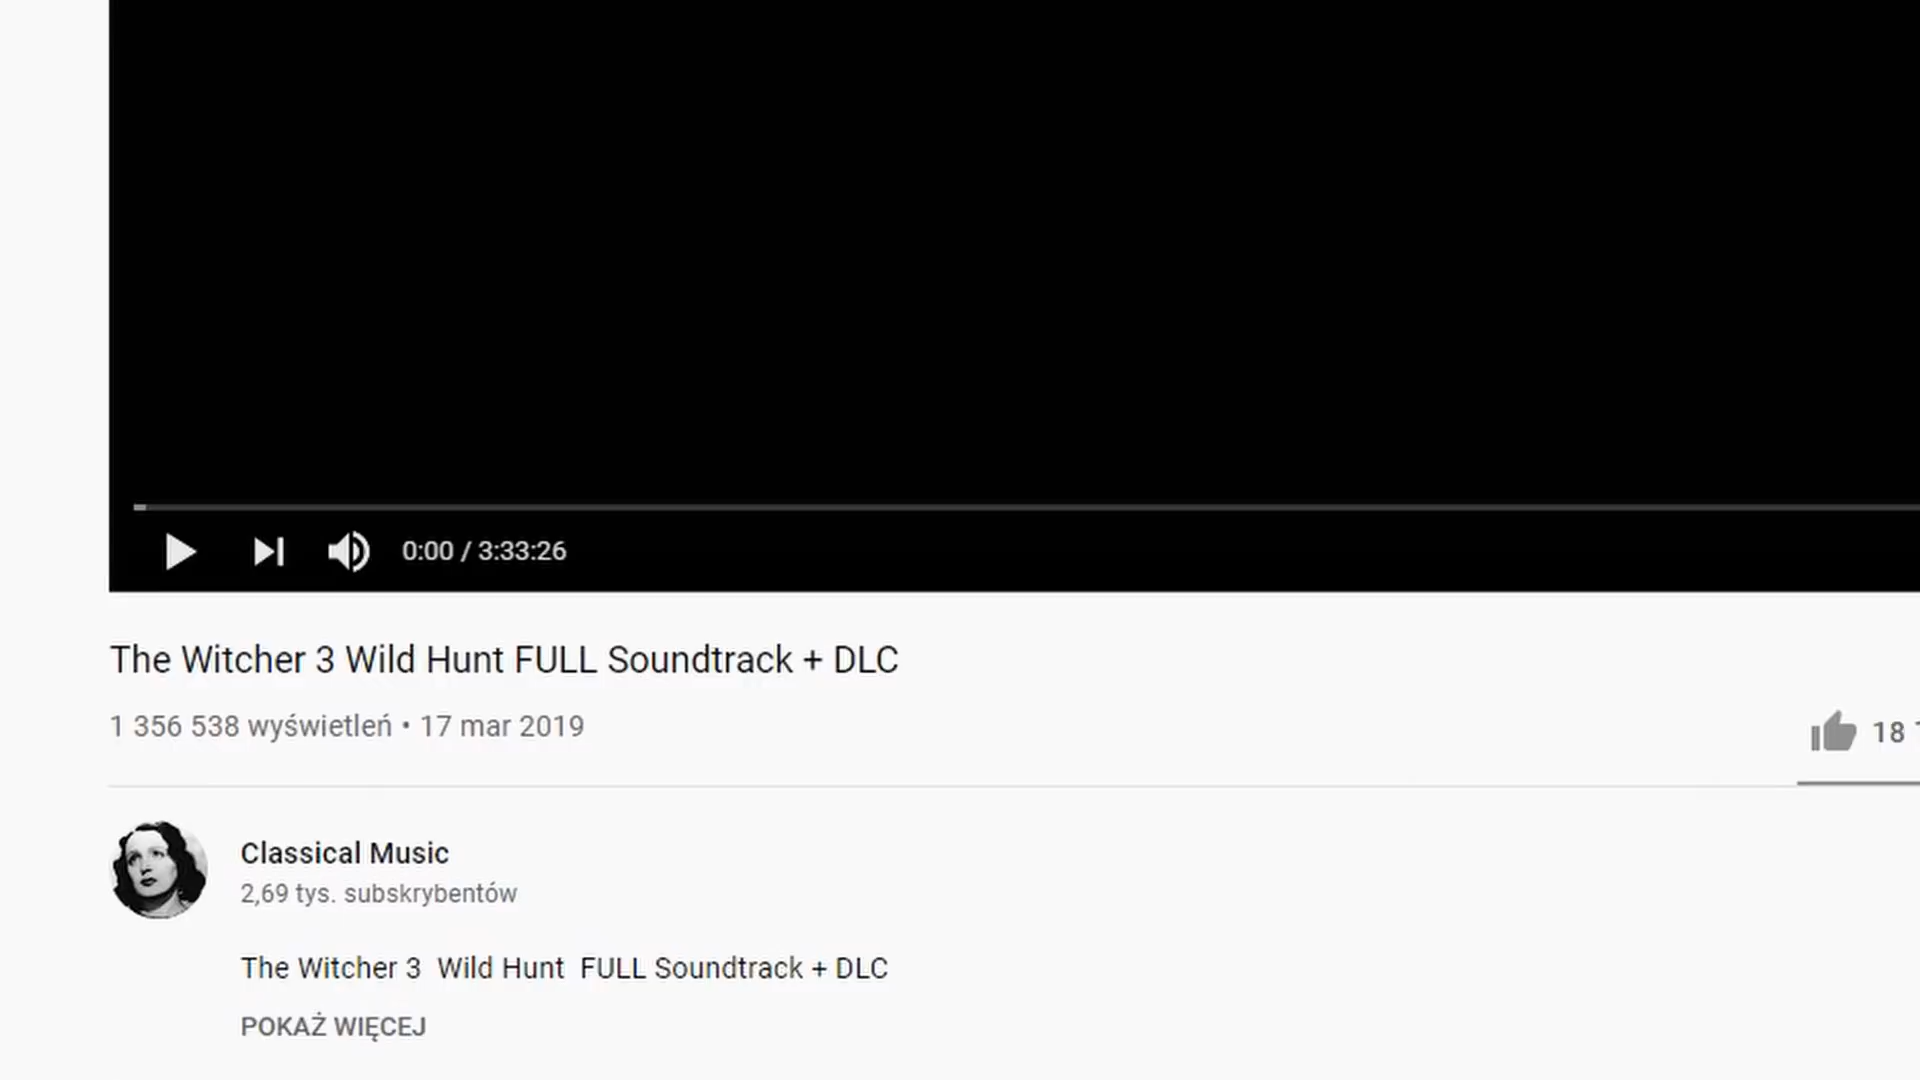 0:00 / 3:33:26
The Witcher 3 Wild Hunt FULL Soundtrack + DLC
1 356 538 wyświetleń • 17 mar 2019
18
Classical Music
2,69 tys. subskrybentów
The Witcher 3  Wild Hunt  FULL Soundtrack + DLC
POKAŻ WIĘCEJ